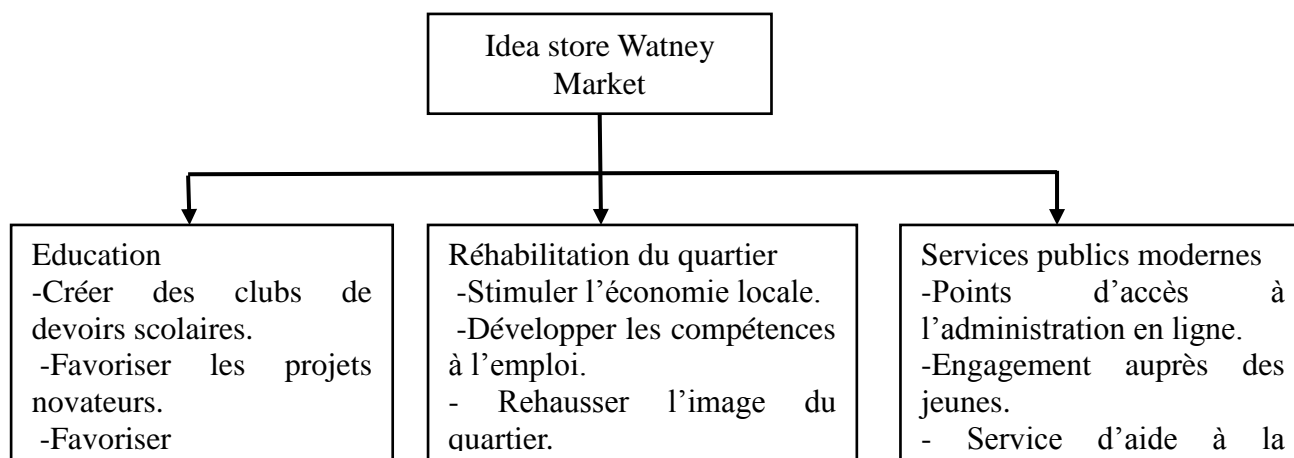 Idea store Watney
Market
Education
-Créer des clubs de
devoirs scolaires.
-Favoriser les projets
novateurs.
-Favoriser
Réhabilitation du quartier
-Stimuler l’économie locale.
-Développer les compétences
à l’emploi.
- Rehausser l’image du
quartier.
Services publics modernes
-Points d’accès à
l’administration en ligne.
-Engagement auprès des
jeunes.
- Service d’aide à la